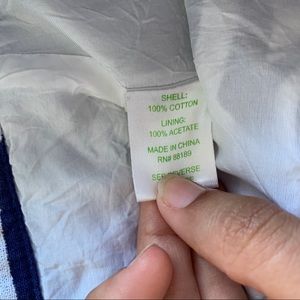 SHELL:
100% COTTON
LINING:
100% ACETATE
MADE IN CHINA
RN# 88189
SEE REVERSE